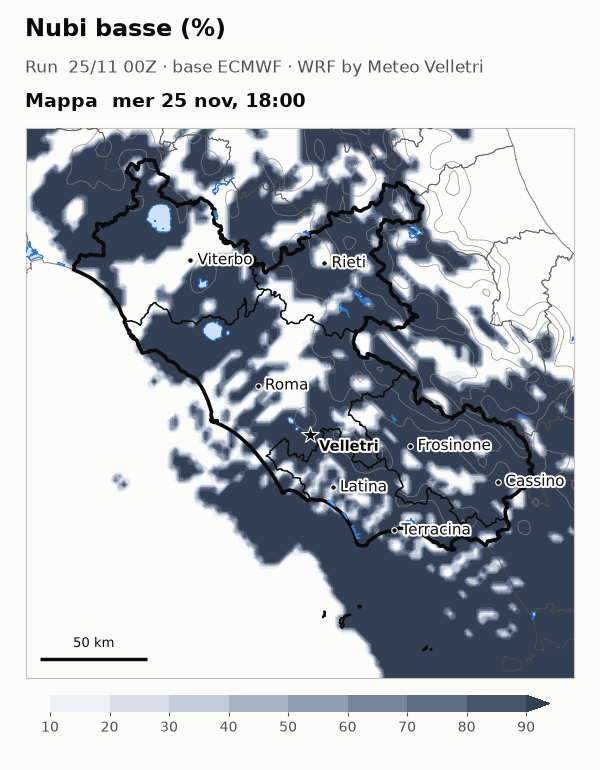 Nubi basse (%)
Run  25/11 00Z · base ECMWF · WRF by Meteo Velletri
Mappa  mer 25 nov, 18:00
Viterbo
Rieti
Roma
Velletri
Frosinone
Cassino
Latina
Terracina
50 km
10 20 30 40 50 60 70 80 90